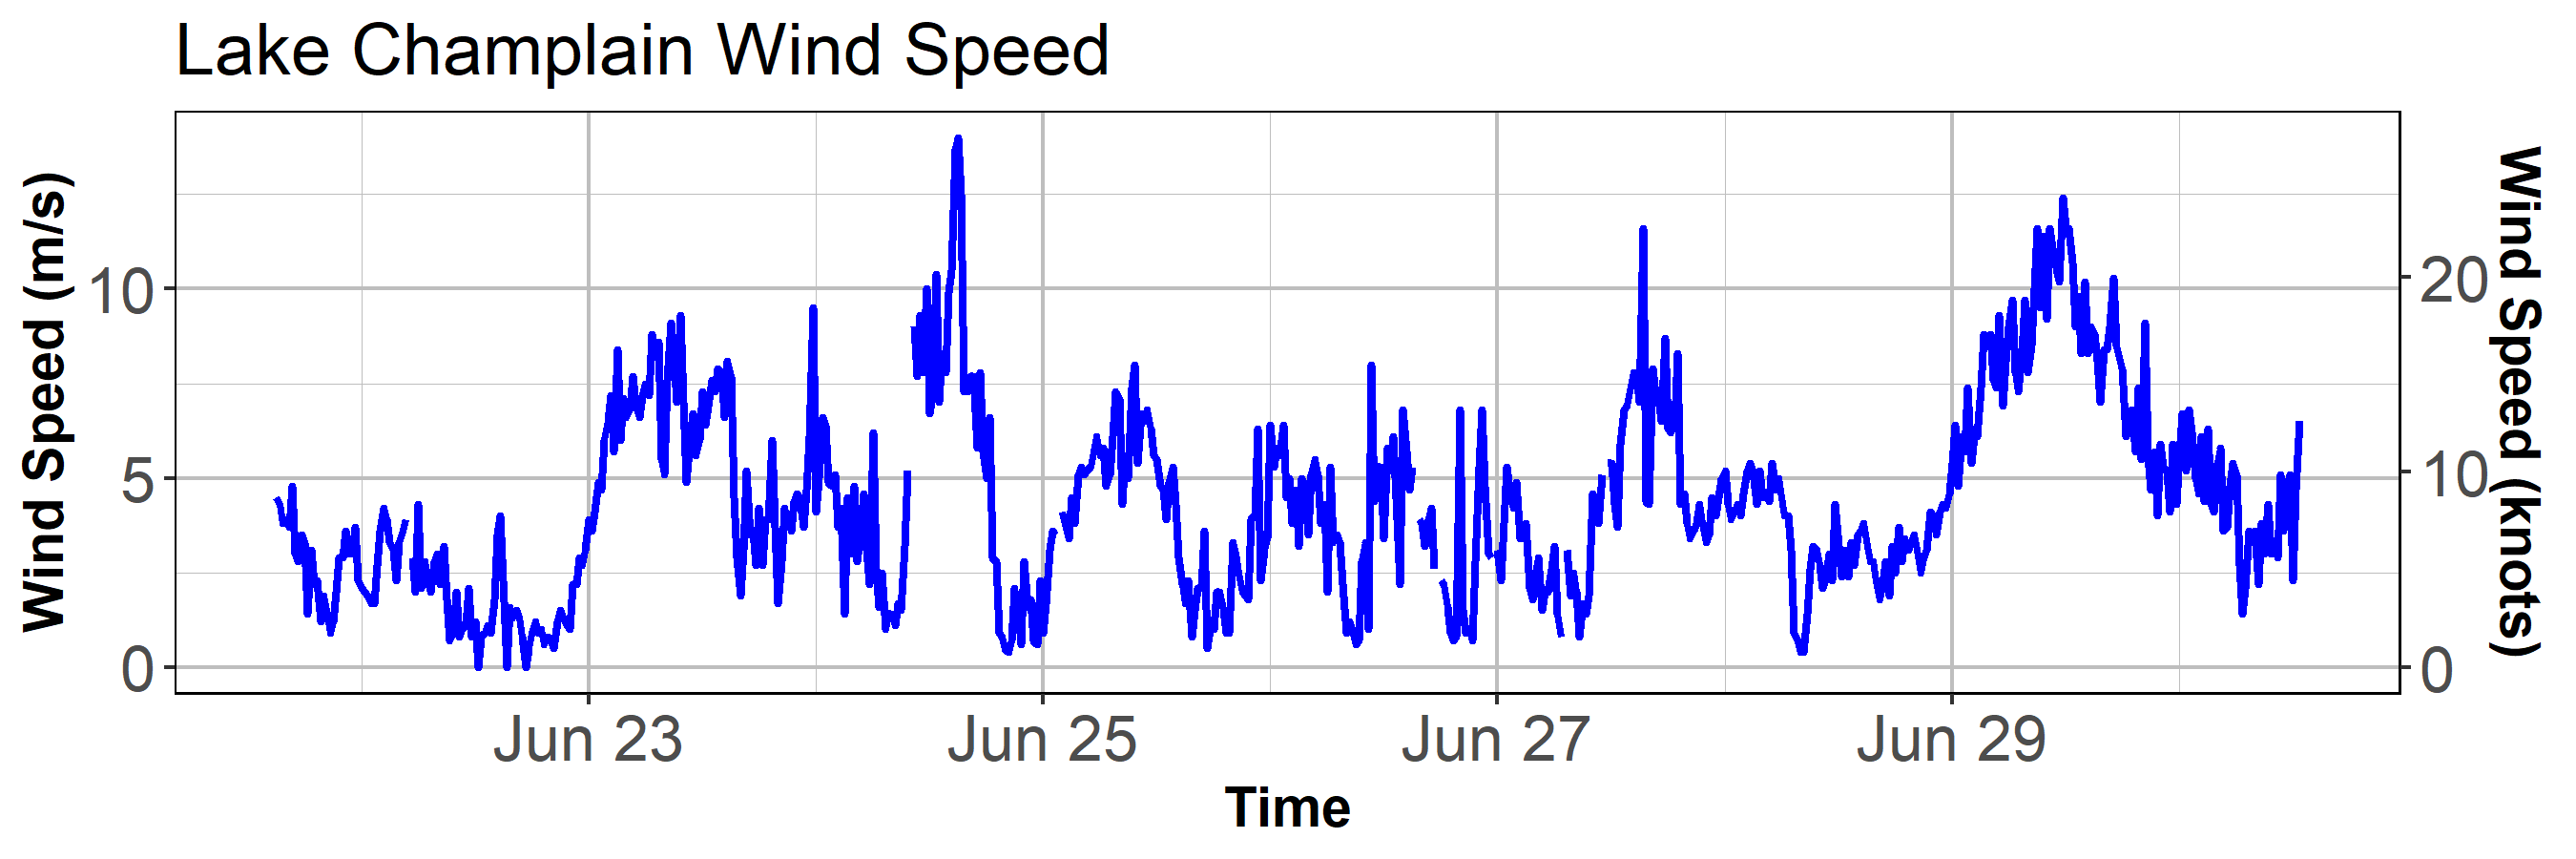 Lake Champlain Wind Speed
Wind Speed (m/s)
10
5
0
20
10
0
Wind Speed (knots)
Jun 23
Jun 25
Jun 27
Jun 29
Time